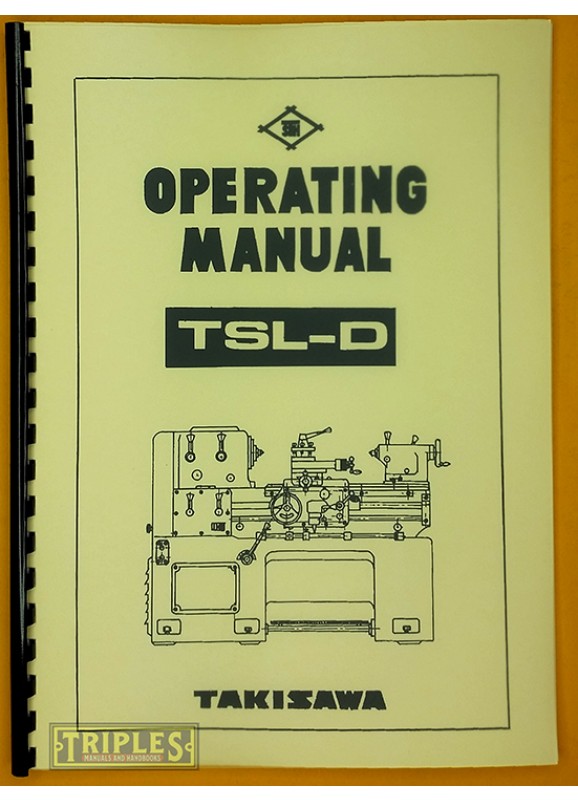 OPERATING
MANUAL
TSL-D
TAKISAWA
TRIPLES
MANUALS AND HANDBOOKS